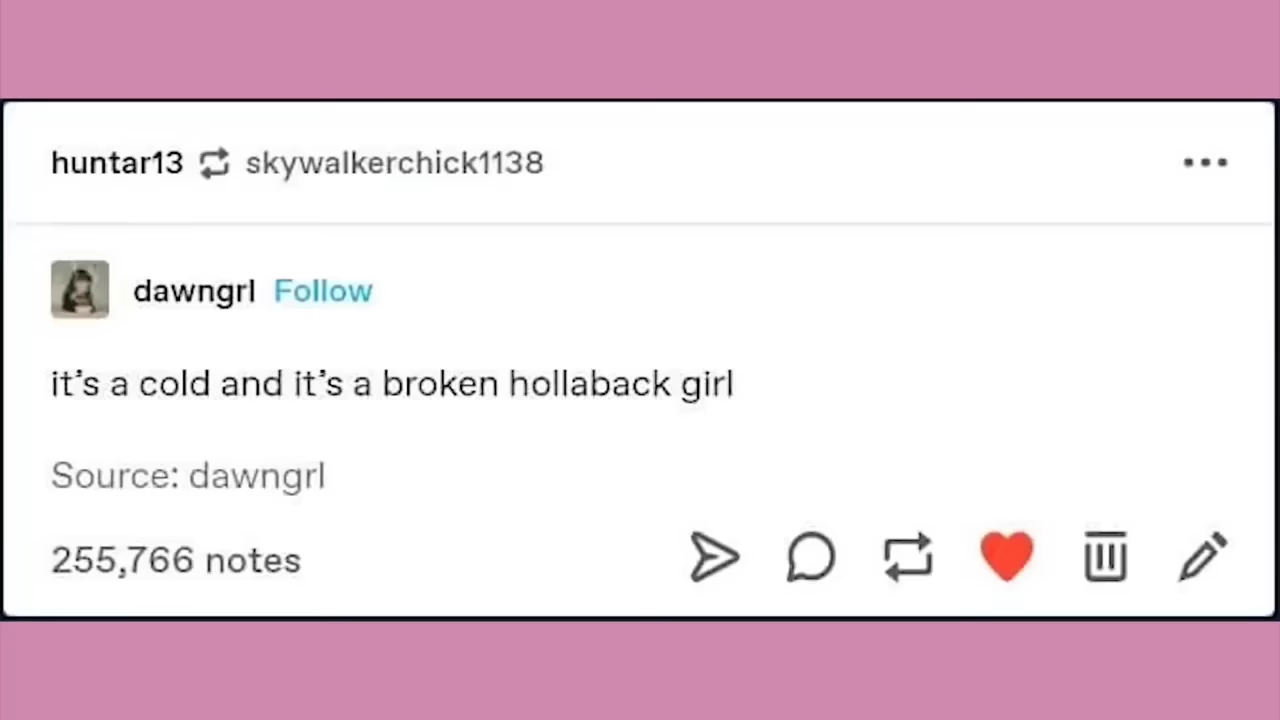 huntar13 skywalkerchick1138
dawngrl Follow
it's a cold and it's a broken hollaback girl
Source: dawngrl
255,766 notes